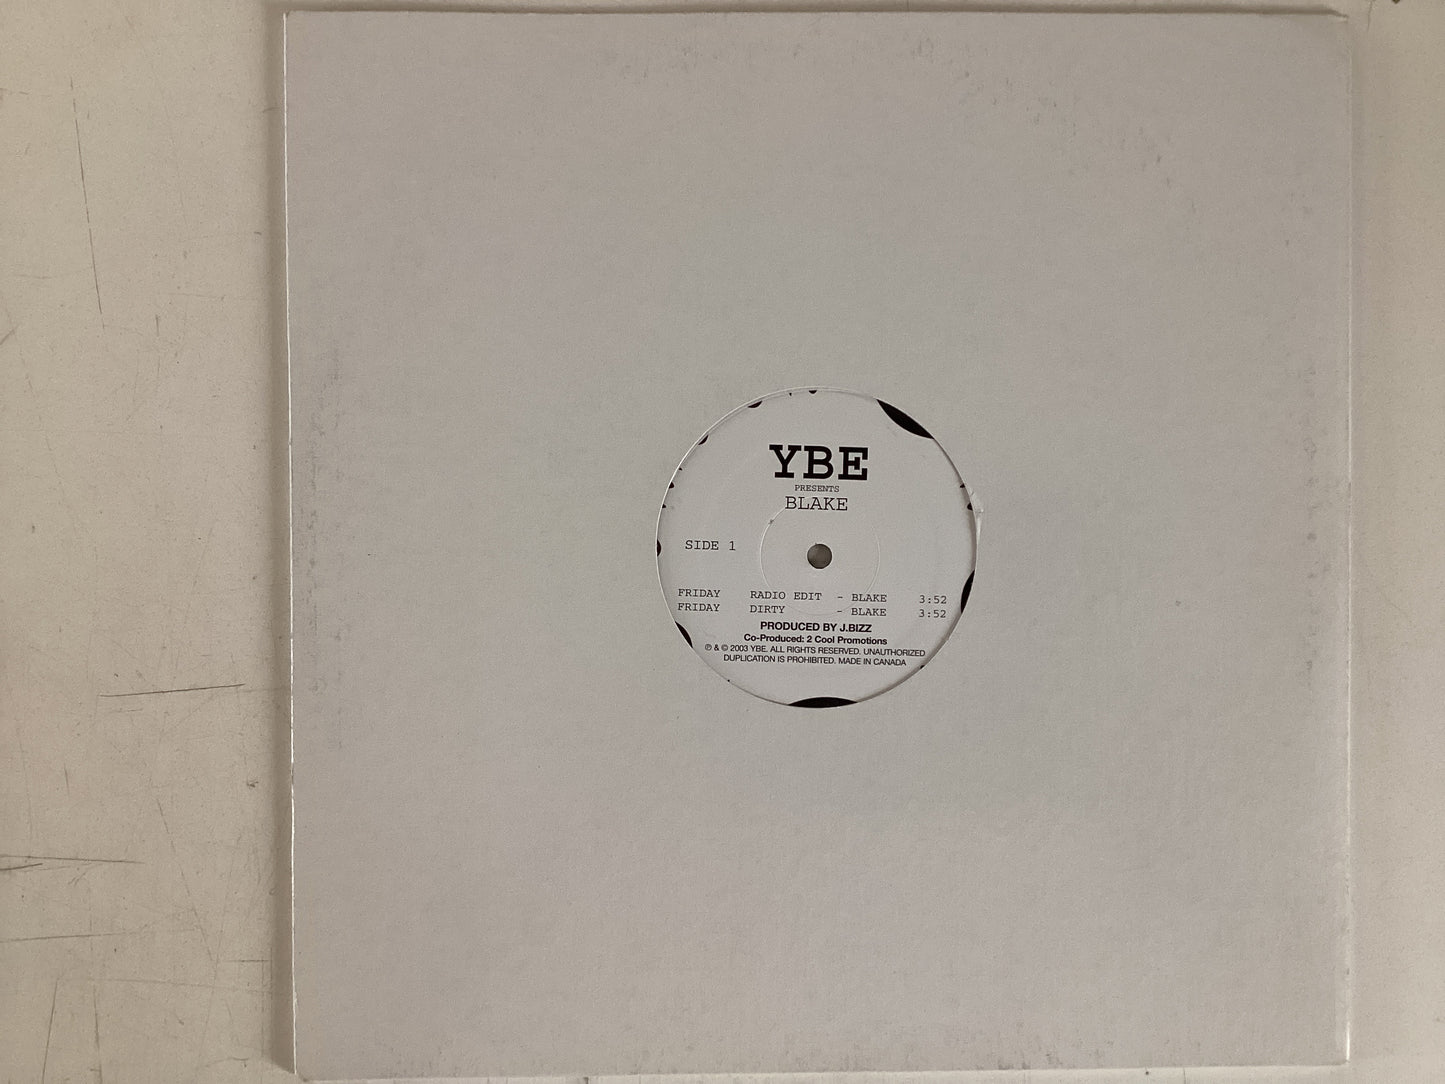 YBE
PRESENTS
BLAKE
SIDE 1
FRIDAY RADIO EDIT - BLAKE 3:52
FRIDAY DIRTY - BLAKE 3:52
PRODUCED BY J.BIZZ
Co-Produced: 2 Cool Promotions
℗ & © 2003 YBE. ALL RIGHTS RESERVED. UNAUTHORIZED
DUPLICATION IS PROHIBITED. MADE IN CANADA